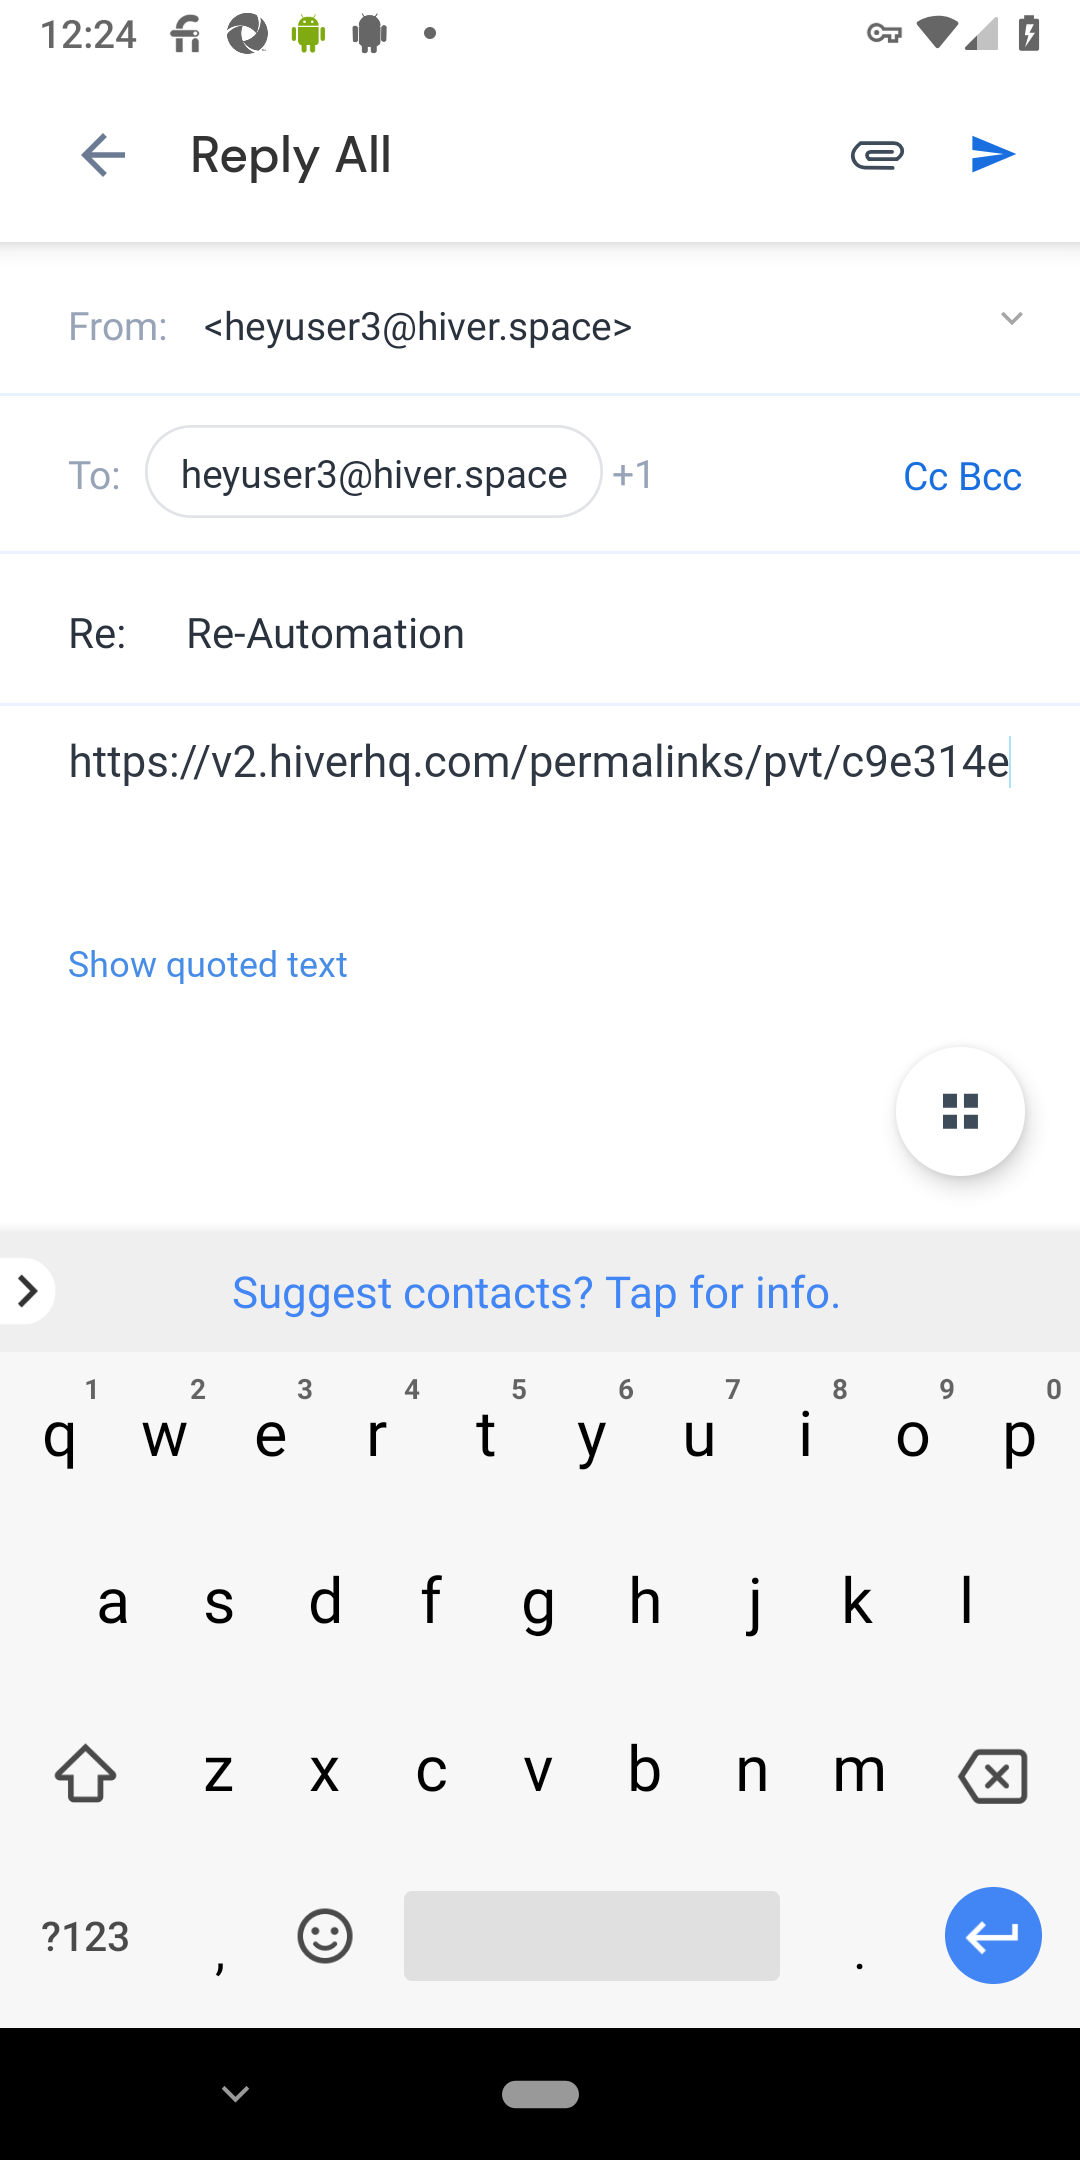 12:24
Reply All
From: <heyuser3@hiver.space>
To: heyuser3@hiver.space +1 Cc Bcc
Re: Re-Automation
https://v2.hiverhq.com/permalinks/pvt/c9e314e
Show quoted text
Suggest contacts? Tap for info.
1 2 3 4 5 6 7 8 9 0
q w e r t y u i o p
a s d f g h j k l
z x c v b n m
?123 , .